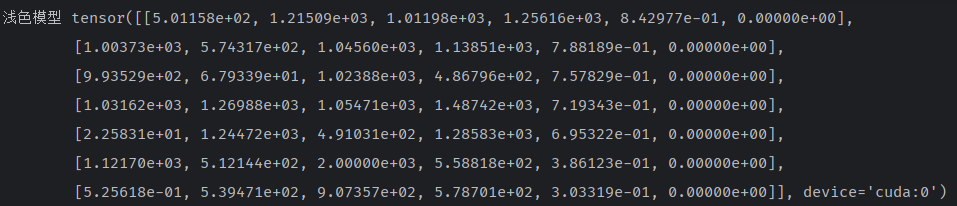 浅色模型 tensor([[5.01158e+02, 1.21509e+03, 1.01198e+03, 1.25616e+03, 8.42977e-01, 0.00000e+00],
[1.00373e+03, 5.74317e+02, 1.04560e+03, 1.13851e+03, 7.88189e-01, 0.00000e+00],
[9.93529e+02, 6.79339e+01, 1.02388e+03, 4.86796e+02, 7.57829e-01, 0.00000e+00],
[1.03162e+03, 1.26988e+03, 1.05471e+03, 1.48742e+03, 7.19343e-01, 0.00000e+00],
[2.25831e+01, 1.24472e+03, 4.91031e+02, 1.28583e+03, 6.95322e-01, 0.00000e+00],
[1.12170e+03, 5.12144e+02, 2.00000e+03, 5.58818e+02, 3.86123e-01, 0.00000e+00],
[5.25618e-01, 5.39471e+02, 9.07357e+02, 5.78701e+02, 3.03319e-01, 0.00000e+00]], device='cuda:0')